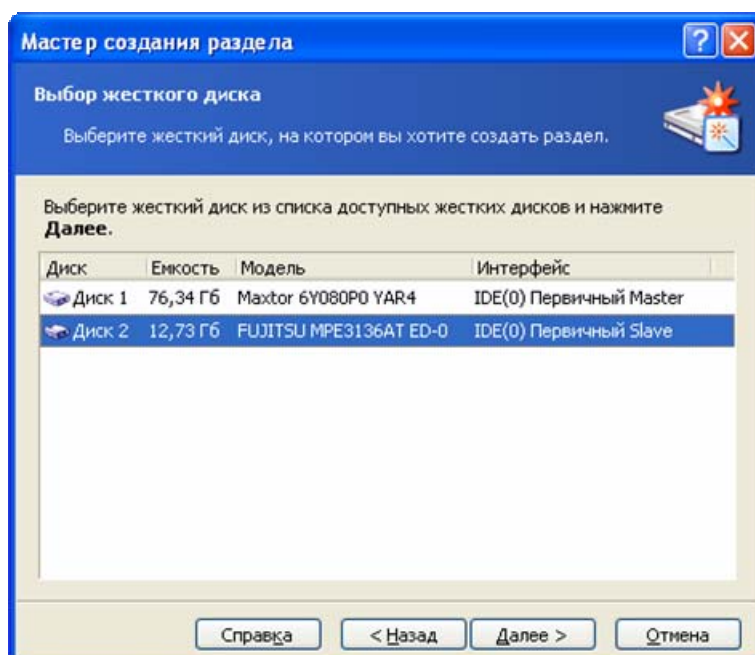 Мастер создания раздела
Выбор жесткого диска
Выберите жесткий диск, на котором вы хотите создать раздел.
Выберите жесткий диск из списка доступных жестких дисков и нажмите
Далее.
Диск Емкость Модель Интерфейс
Диск 1 76,34 Гб Maxtor 6Y080P0 YAR4 IDE(0) Первичный Master
Диск 2 12,73 Гб FUJITSU MPE3136AT ED-0 IDE(0) Первичный Slave
Справка < Назад Далее > Отмена